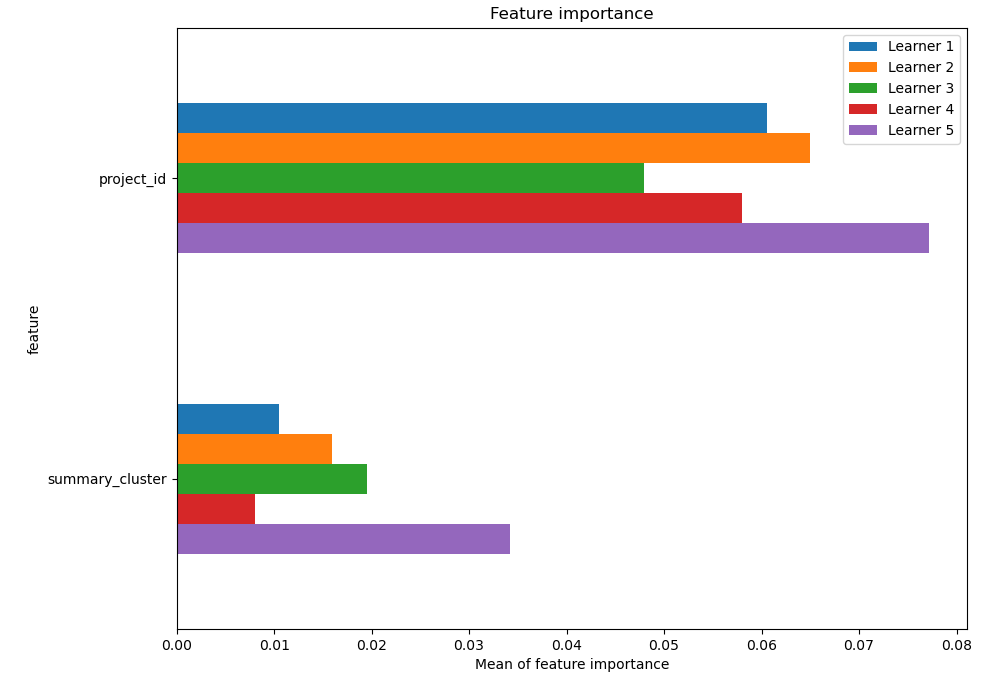 Feature importance
Learner 1
Learner 2
Learner 3
Learner 4
Learner 5
project_id
feature
summary_cluster
0.00 0.01 0.02 0.03 0.04 0.05 0.06 0.07 0.08
Mean of feature importance